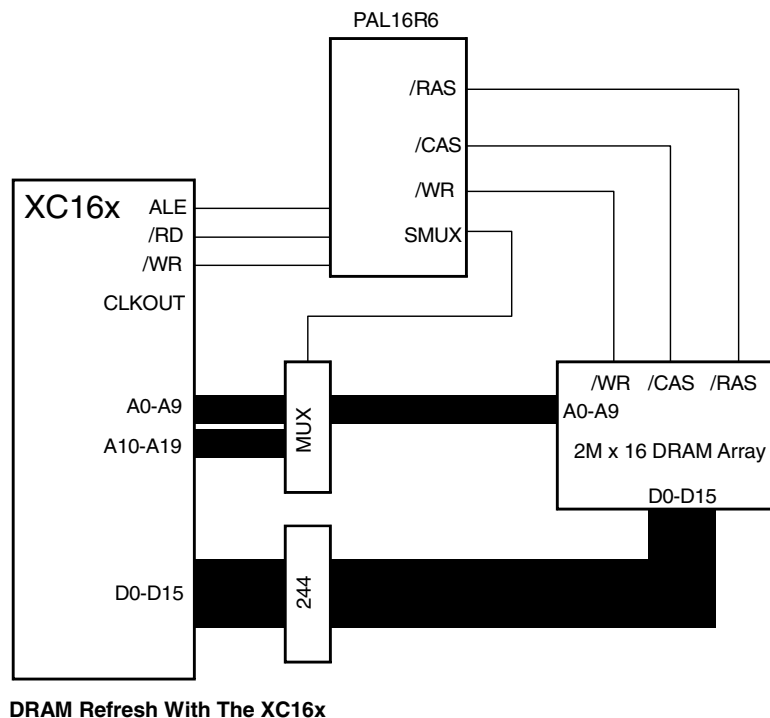 PAL16R6
/RAS
/CAS
/WR
SMUX
XC16x
ALE
/RD
/WR
CLKOUT
A0-A9
A10-A19
D0-D15
MUX
244
/WR /CAS /RAS
A0-A9
2M x 16 DRAM Array
D0-D15
DRAM Refresh With The XC16x